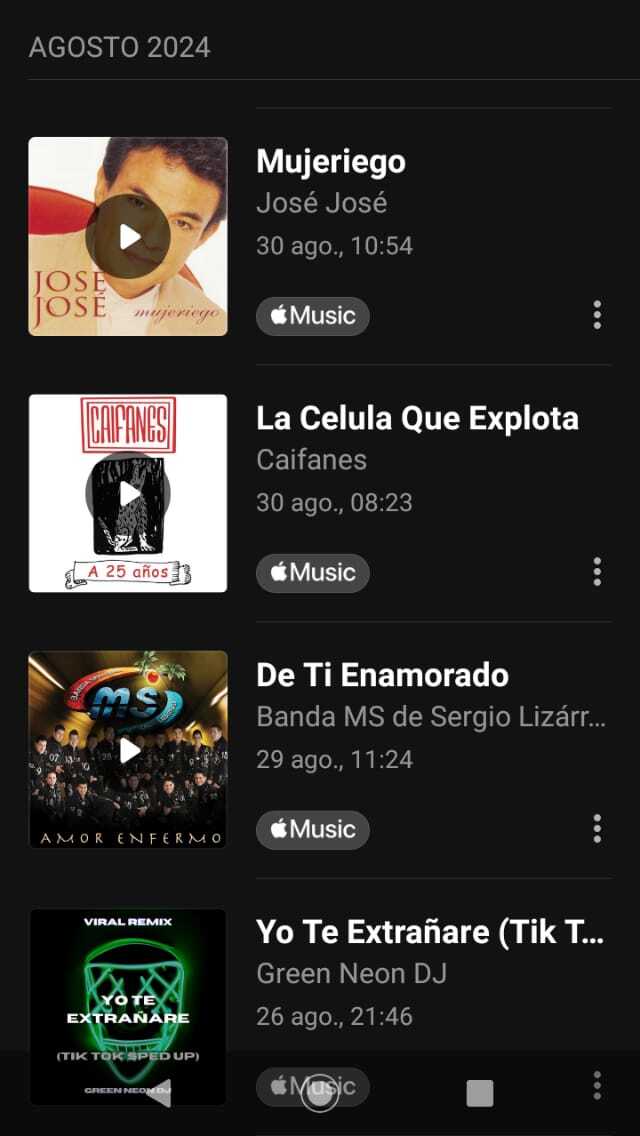 AGOSTO 2024
JOSÉ
JOSÉ
mujeriego
Mujeriego
José José
30 ago., 10:54
Music
CAIFANES
A 25 años
La Celula Que Explota
Caifanes
30 ago., 08:23
Music
MS
AMOR ENFERMO
De Ti Enamorado
Banda MS de Sergio Lizárr...
29 ago., 11:24
Music
VIRAL REMIX
YO TE
EXTRAÑARE
(TIK TOK SPED UP)
GREEN NEON DJ
Yo Te Extrañare (Tik T...
Green Neon DJ
26 ago., 21:46
Music